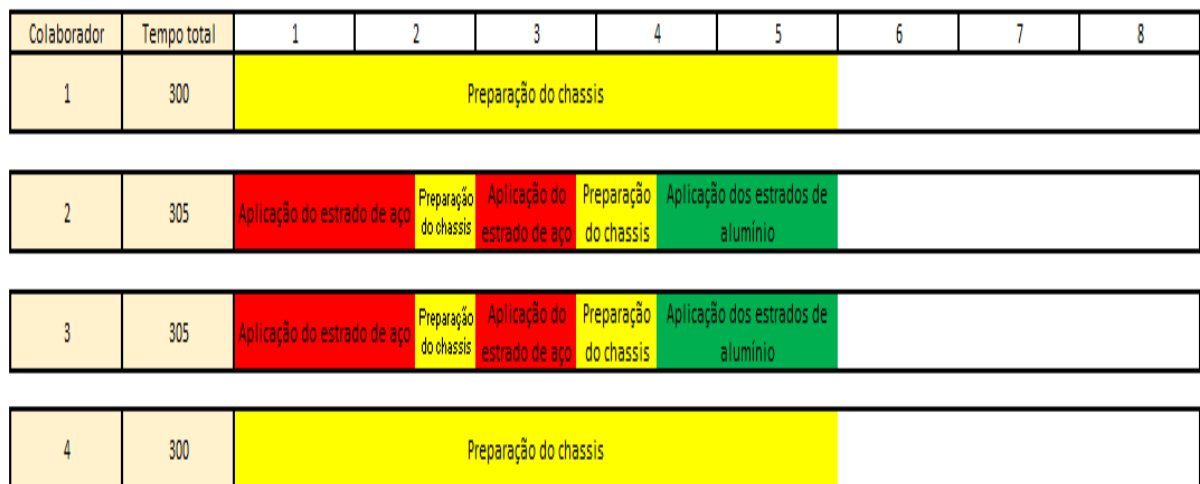 Colaborador Tempo total 1 2 3 4 5 6 7 8
1 300 Preparação do chassis
2 305 Aplicação do estrado de aço Preparação do chassis Aplicação do estrado de aço Preparação do chassis Aplicação dos estrados de alumínio
3 305 Aplicação do estrado de aço Preparação do chassis Aplicação do estrado de aço Preparação do chassis Aplicação dos estrados de alumínio
4 300 Preparação do chassis